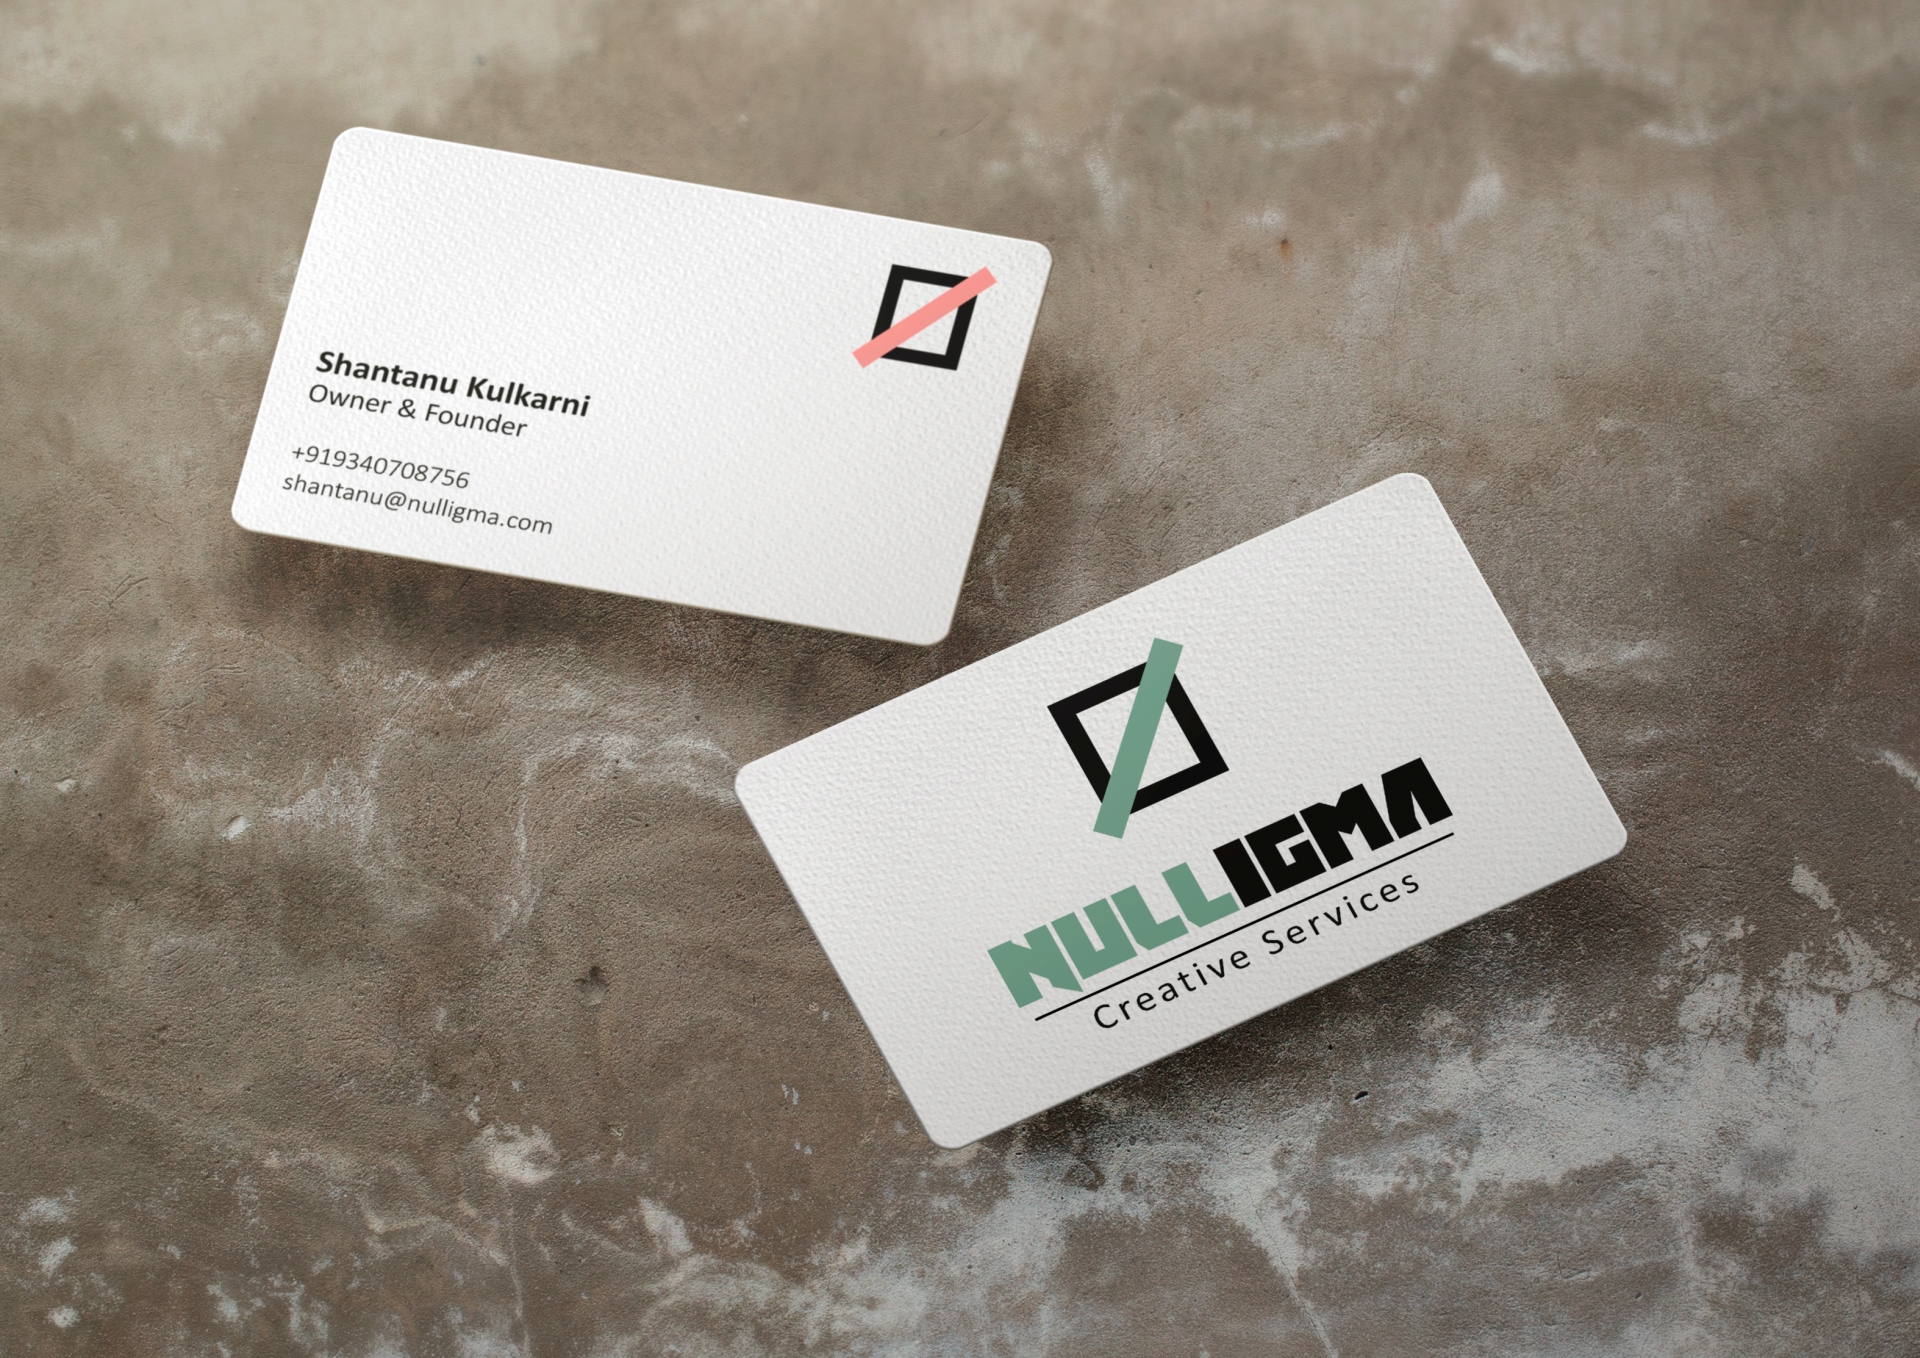 Shantanu Kulkarni
Owner & Founder
+919340708756
shantanu@nulligma.com
NULLIGMA
Creative Services